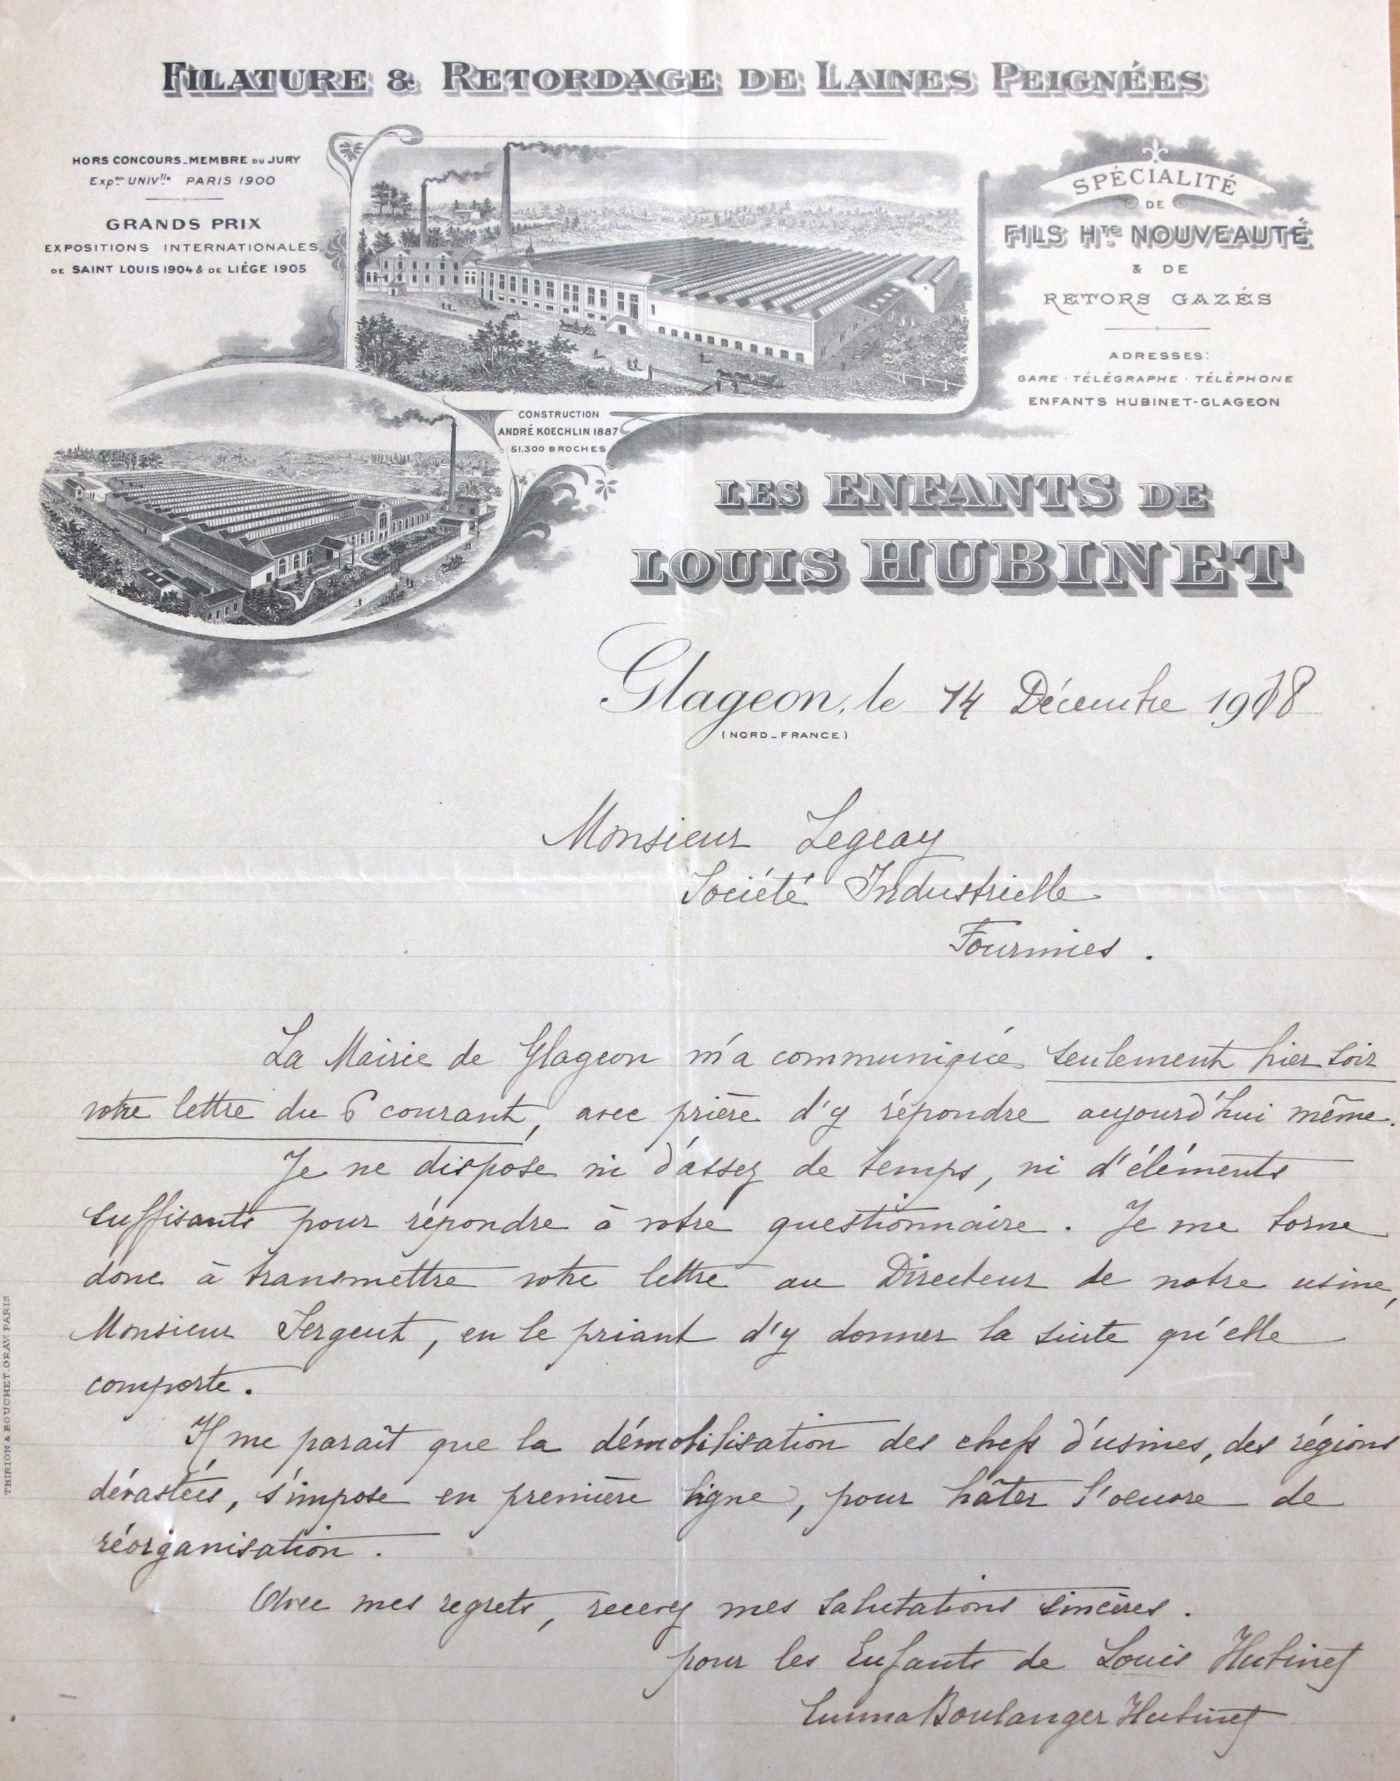 FILATURE & RETORDAGE DE LAINES PEIGNÉES
HORS CONCOURS_MEMBRE DU JURY
EXPon UNIVlle PARIS 1900
GRANDS PRIX
EXPOSITIONS INTERNATIONALES
DE SAINT LOUIS 1904 & DE LIÉGE 1905
SPÉCIALITÉ
DE
FILS Hte NOUVEAUTÉ
& DE
RETORS GAZÉS
ADRESSES:
GARE · TÉLÉGRAPHE · TÉLÉPHONE
ENFANTS HUBINET-GLAGEON
CONSTRUCTION
ANDRÉ KOECHLIN 1887
51.300 BROCHES
LES ENFANTS DE
LOUIS HUBINET
Glageon, le 14 Décembre 1918
(NORD_FRANCE)
Monsieur Legeay
Société Industrielle
Fourmies.
La Mairie de Glageon m'a communiquée seulement hier soir
votre lettre du 6 courant, avec prière d'y répondre aujourd'hui même.
Je ne dispose ni d'assez de temps, ni d'éléments
suffisants pour répondre à votre questionnaire. Je me borne
donc à transmettre votre lettre au Directeur de notre usine,
Monsieur Sergent, en le priant d'y donner la suite qu'elle
comporte.
Il me paraît que la démobilisation des chefs d'usines, des régions
dévastées, s'impose en première ligne, pour hâter l'oeuvre de
réorganisation.
Avec mes regrets, recevez mes salutations sincères.
pour les Enfants de Louis Hubinet
Emma Boulanger Hubinet
THIRION & BOUCHET. GRAV. PARIS